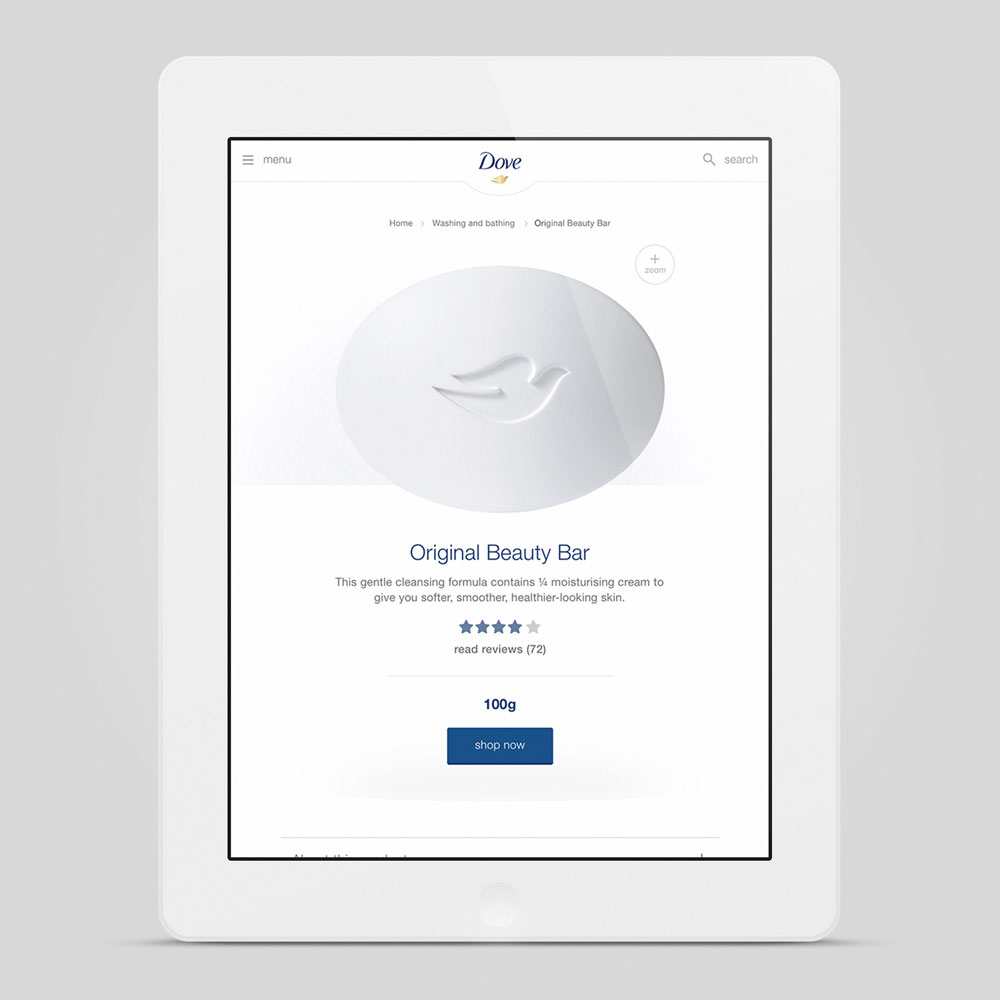 menu
Dove
search
Home > Washing and bathing > Original Beauty Bar
+
zoom
Original Beauty Bar
This gentle cleansing formula contains ¼ moisturising cream to
give you softer, smoother, healthier-looking skin.
read reviews (72)
100g
shop now